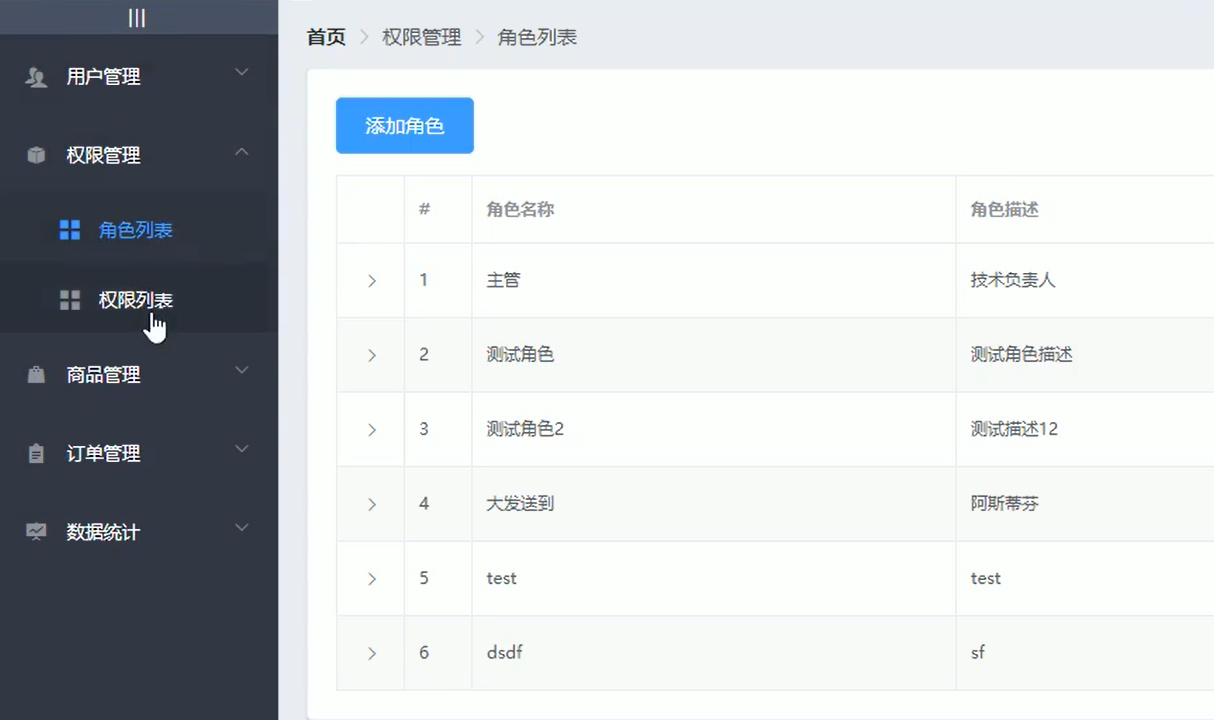 |||
用户管理
权限管理
角色列表
权限列表
商品管理
订单管理
数据统计
首页 > 权限管理 > 角色列表
添加角色
# 角色名称 角色描述
1 主管 技术负责人
2 测试角色 测试角色描述
3 测试角色2 测试描述12
4 大发送到 阿斯蒂芬
5 test test
6 dsdf sf